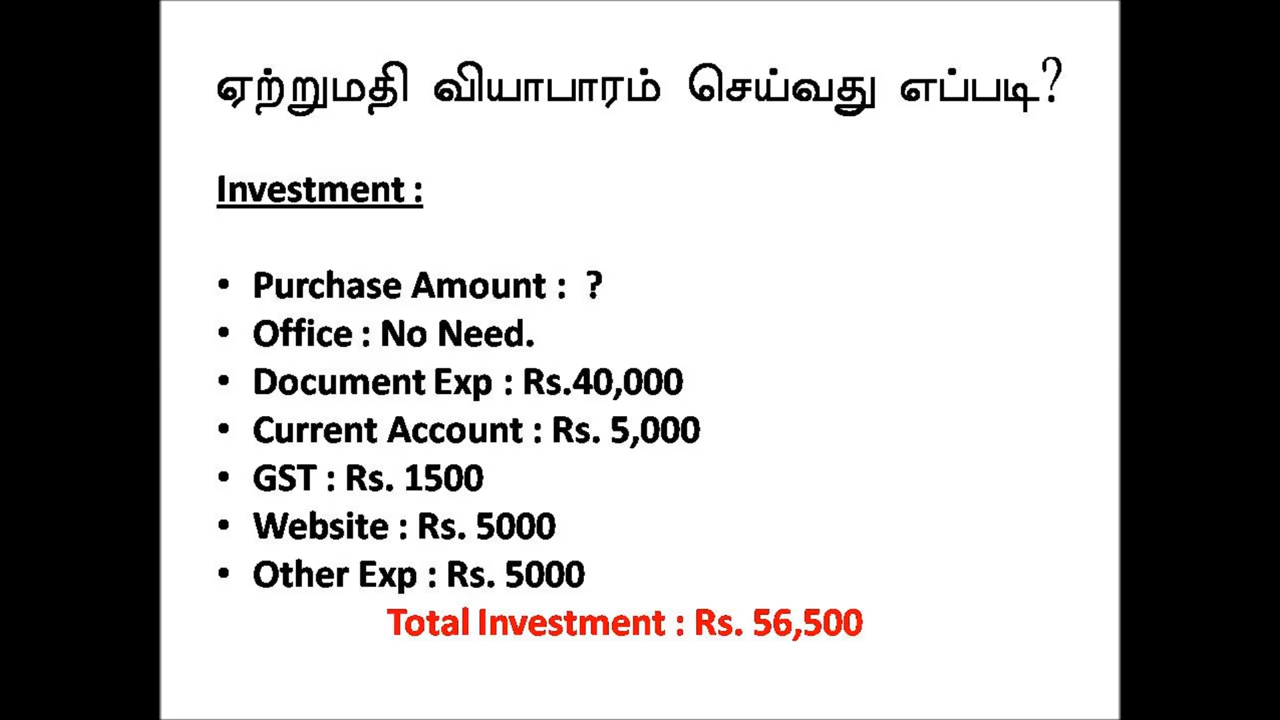 ஏற்றுமதி வியாபாரம் செய்வது எப்படி?
Investment :
• Purchase Amount : ?
• Office : No Need.
• Document Exp : Rs.40,000
• Current Account : Rs. 5,000
• GST : Rs. 1500
• Website : Rs. 5000
• Other Exp : Rs. 5000
Total Investment : Rs. 56,500